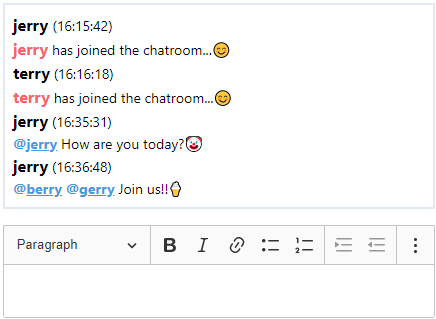 jerry (16:15:42)
jerry has joined the chatroom...😊
terry (16:16:18)
terry has joined the chatroom...😊
jerry (16:35:31)
@jerry How are you today?🤡
jerry (16:36:48)
@berry @gerry Join us!!🍦
Paragraph B I